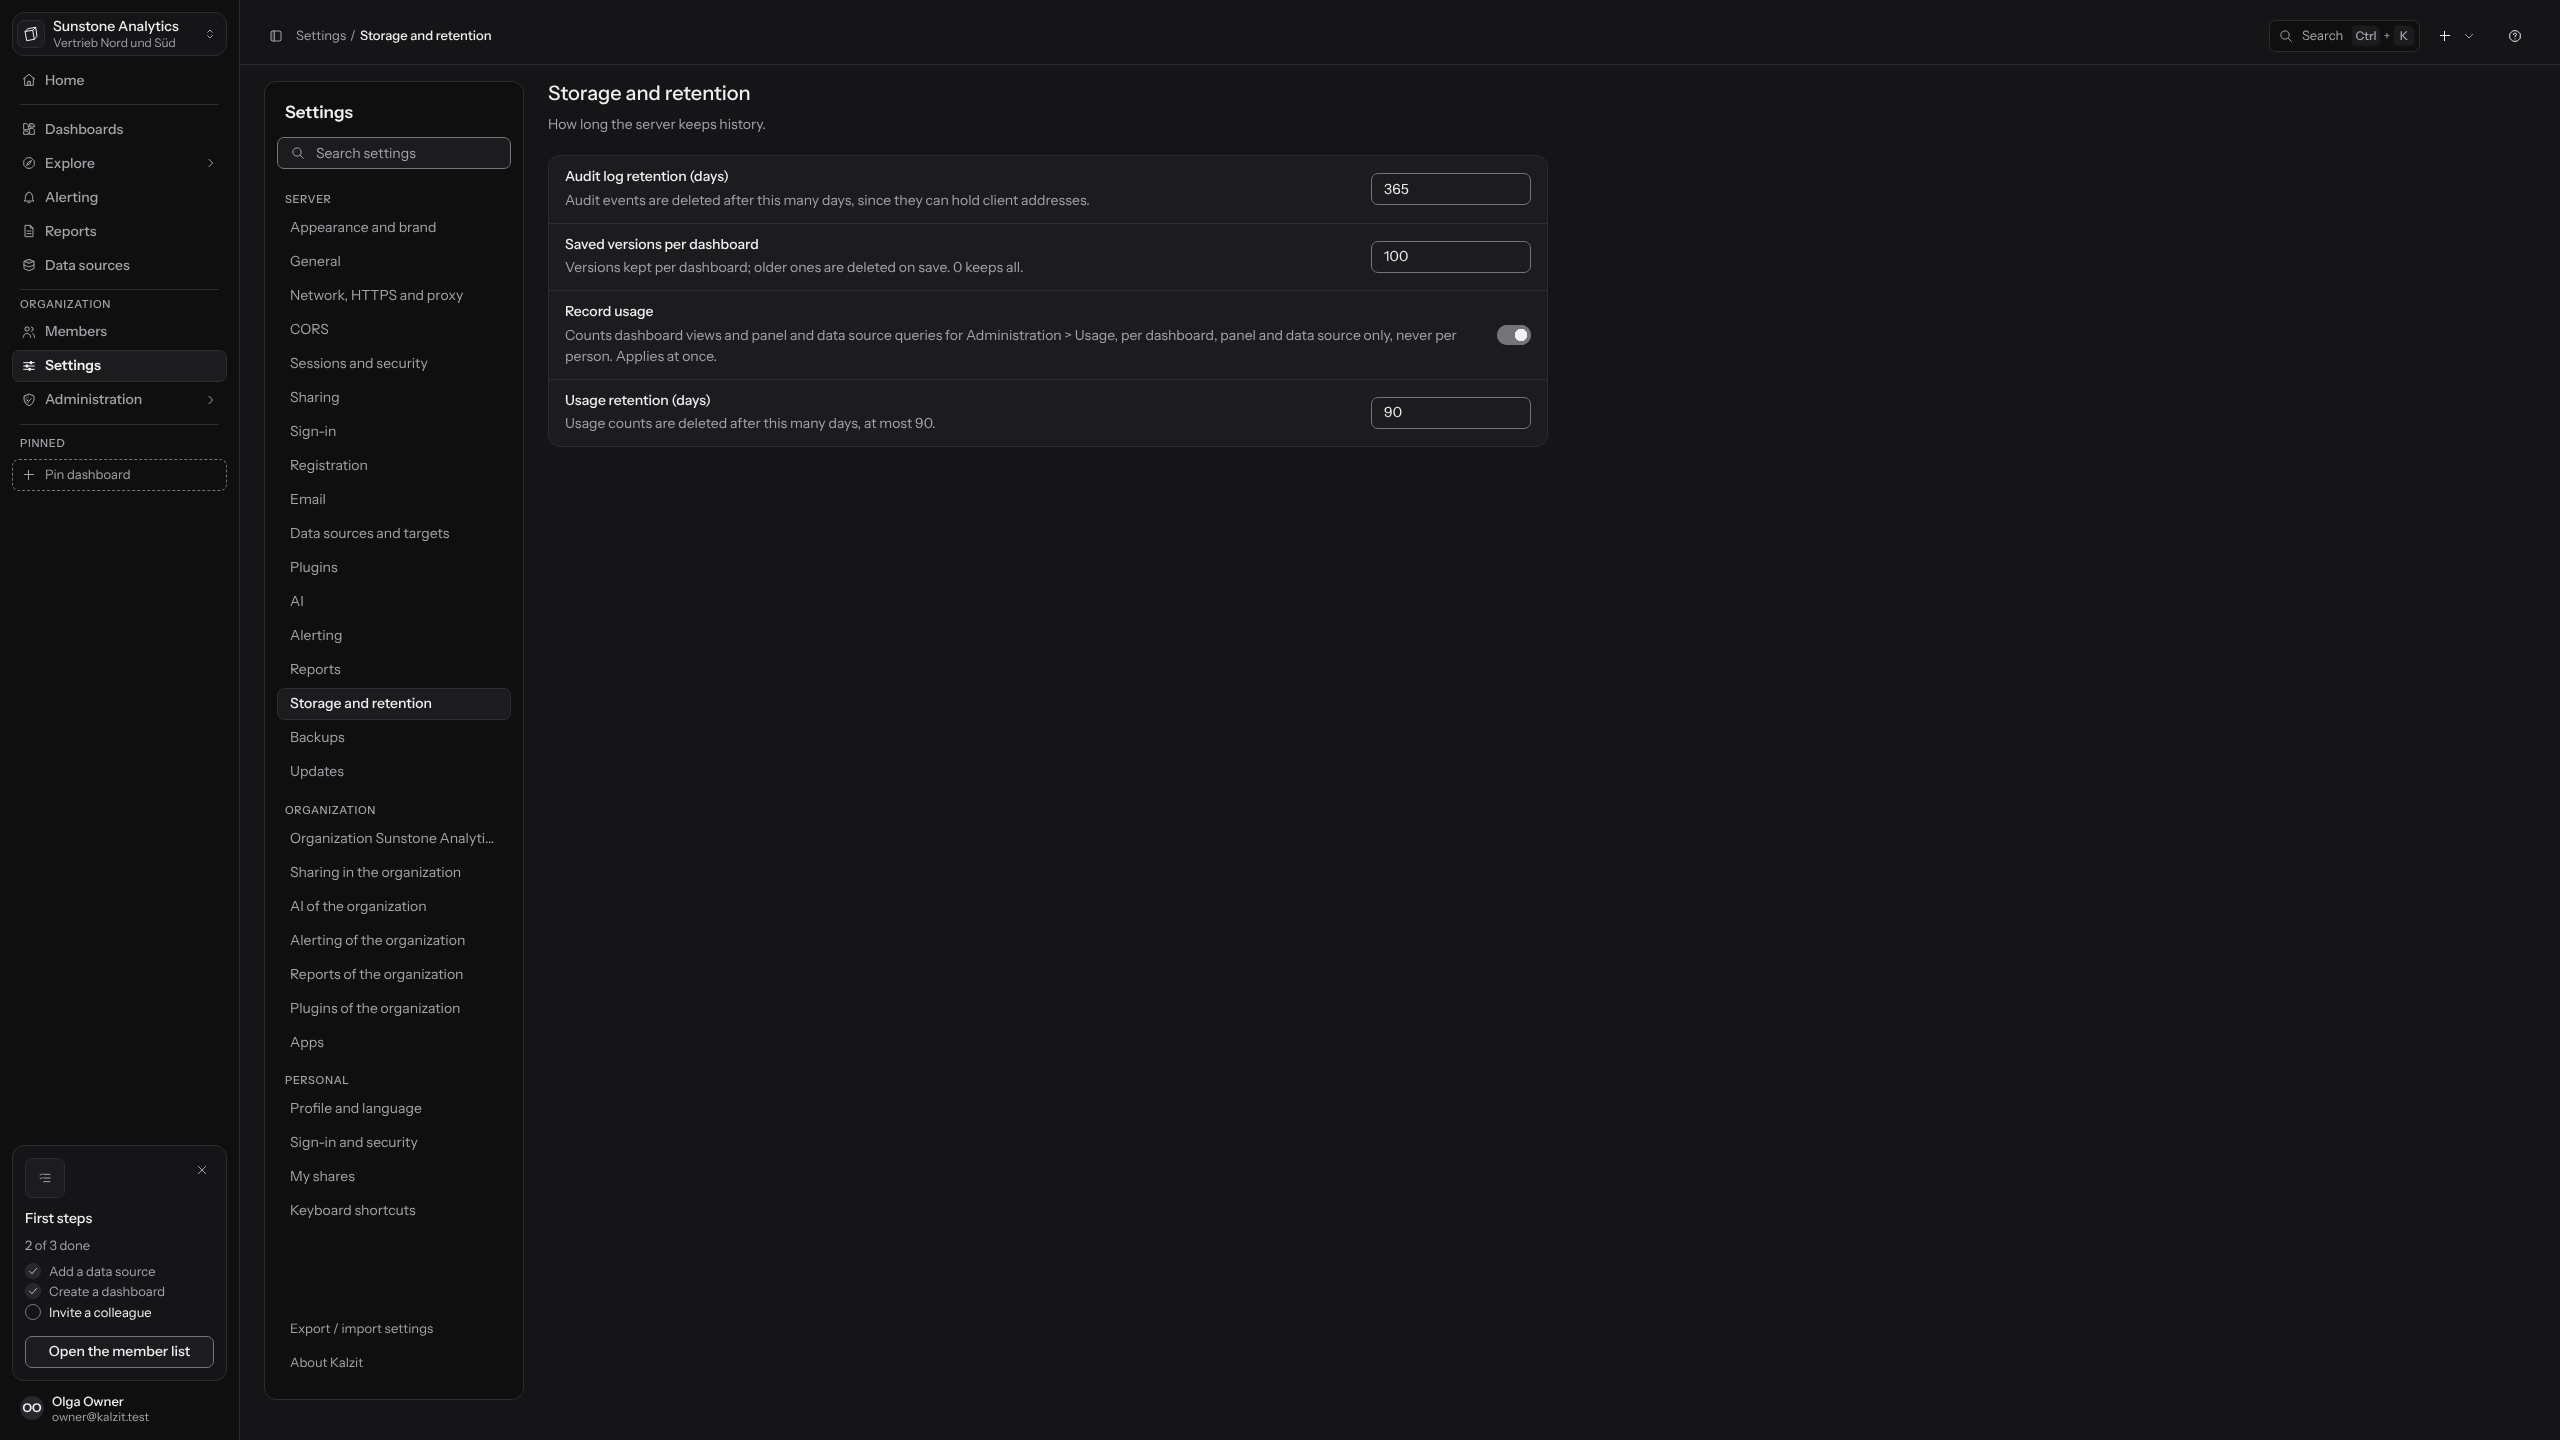 Sunstone Analytics
Vertrieb Nord und Süd
Home
Dashboards
Explore
Alerting
Reports
Data sources
ORGANIZATION
Members
Settings
Administration
PINNED
Pin dashboard
First steps
2 of 3 done
Add a data source
Create a dashboard
Invite a colleague
Open the member list
OO
Olga Owner
owner@kalzit.test
Settings / Storage and retention
Search Ctrl + K
Settings
Search settings
SERVER
Appearance and brand
General
Network, HTTPS and proxy
CORS
Sessions and security
Sharing
Sign-in
Registration
Email
Data sources and targets
Plugins
AI
Alerting
Reports
Storage and retention
Backups
Updates
ORGANIZATION
Organization Sunstone Analyti...
Sharing in the organization
AI of the organization
Alerting of the organization
Reports of the organization
Plugins of the organization
Apps
PERSONAL
Profile and language
Sign-in and security
My shares
Keyboard shortcuts
Export / import settings
About Kalzit
Storage and retention
How long the server keeps history.
Audit log retention (days)
Audit events are deleted after this many days, since they can hold client addresses.
365
Saved versions per dashboard
Versions kept per dashboard; older ones are deleted on save. 0 keeps all.
100
Record usage
Counts dashboard views and panel and data source queries for Administration > Usage, per dashboard, panel and data source only, never per
person. Applies at once.
Usage retention (days)
Usage counts are deleted after this many days, at most 90.
90